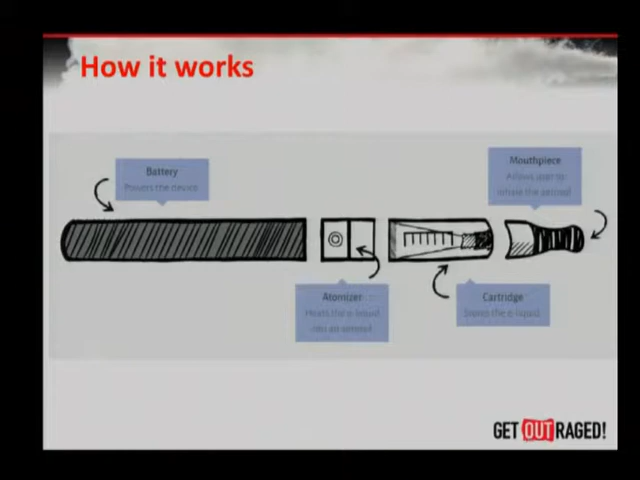 How it works
Battery
Powers the device
Mouthpiece
Allows user to
inhale the aerosol
Atomizer
Heats the e-liquid
into an aerosol
Cartridge
Stores the e-liquid
GET OUTRAGED!